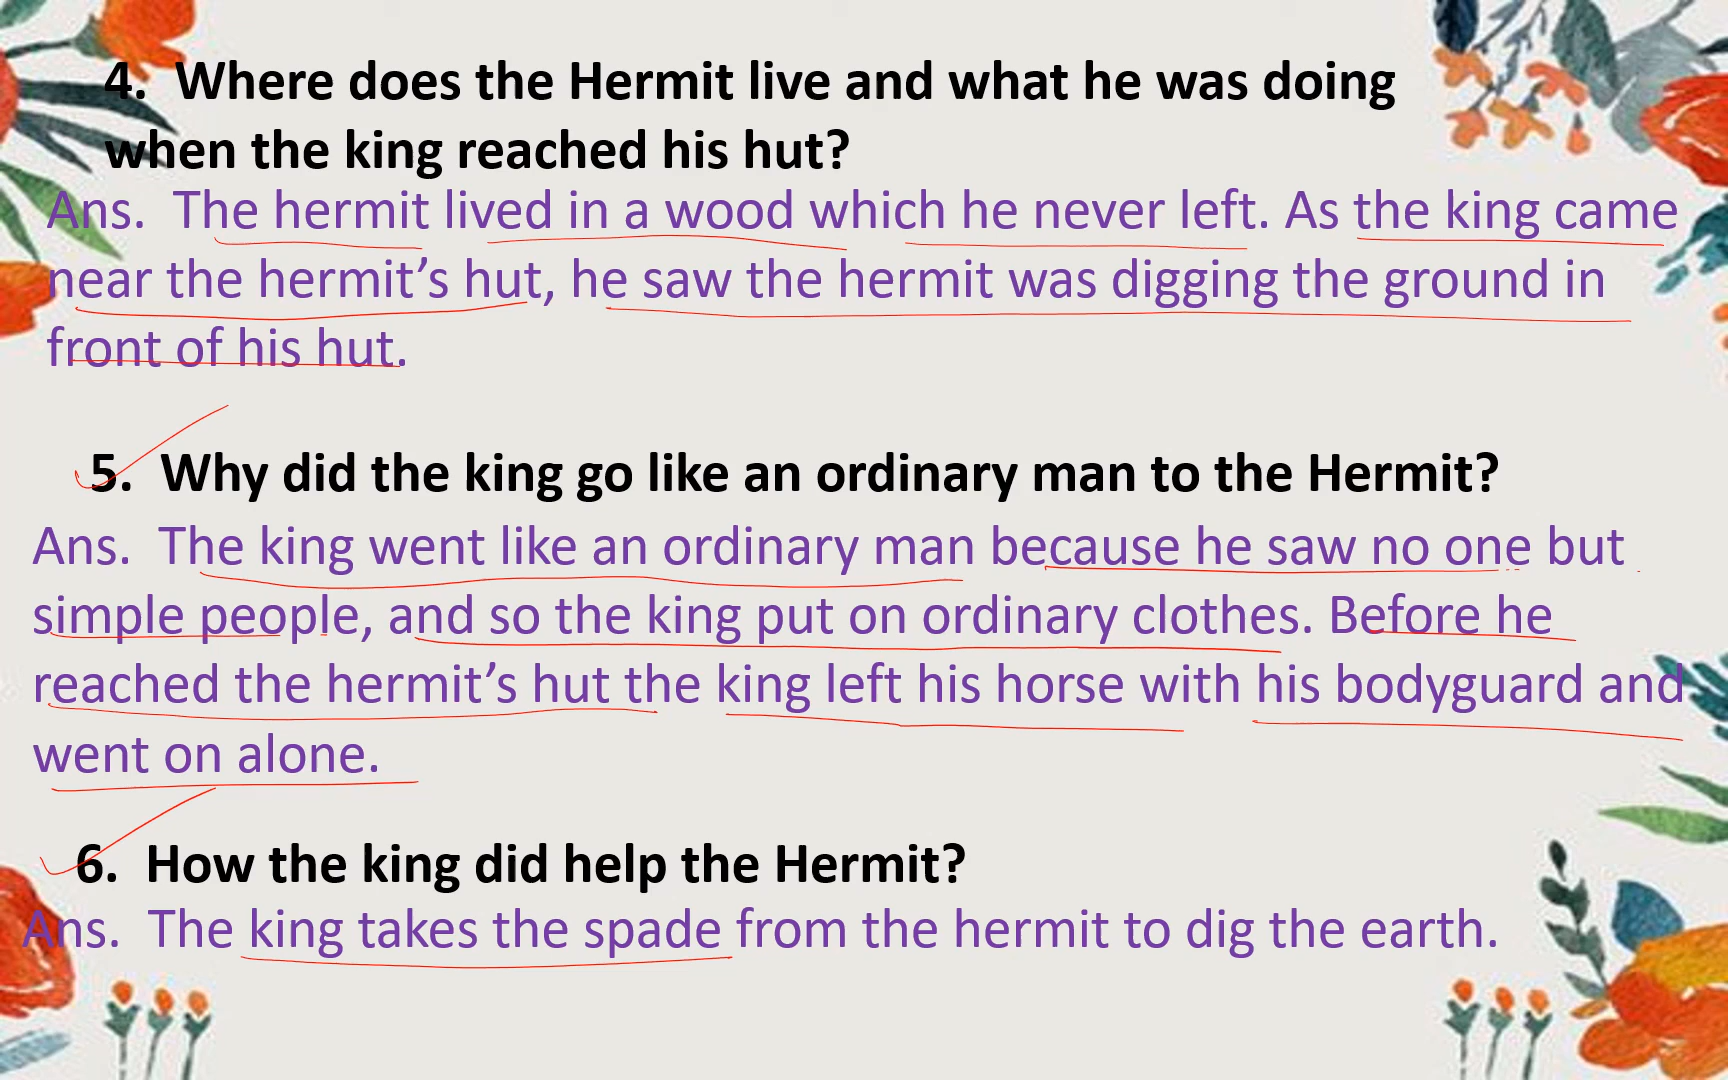 4. Where does the Hermit live and what he was doing
when the king reached his hut?
Ans. The hermit lived in a wood which he never left. As the king came
near the hermit’s hut, he saw the hermit was digging the ground in
front of his hut.
5. Why did the king go like an ordinary man to the Hermit?
Ans. The king went like an ordinary man because he saw no one but
simple people, and so the king put on ordinary clothes. Before he
reached the hermit’s hut the king left his horse with his bodyguard and
went on alone.
6. How the king did help the Hermit?
Ans. The king takes the spade from the hermit to dig the earth.